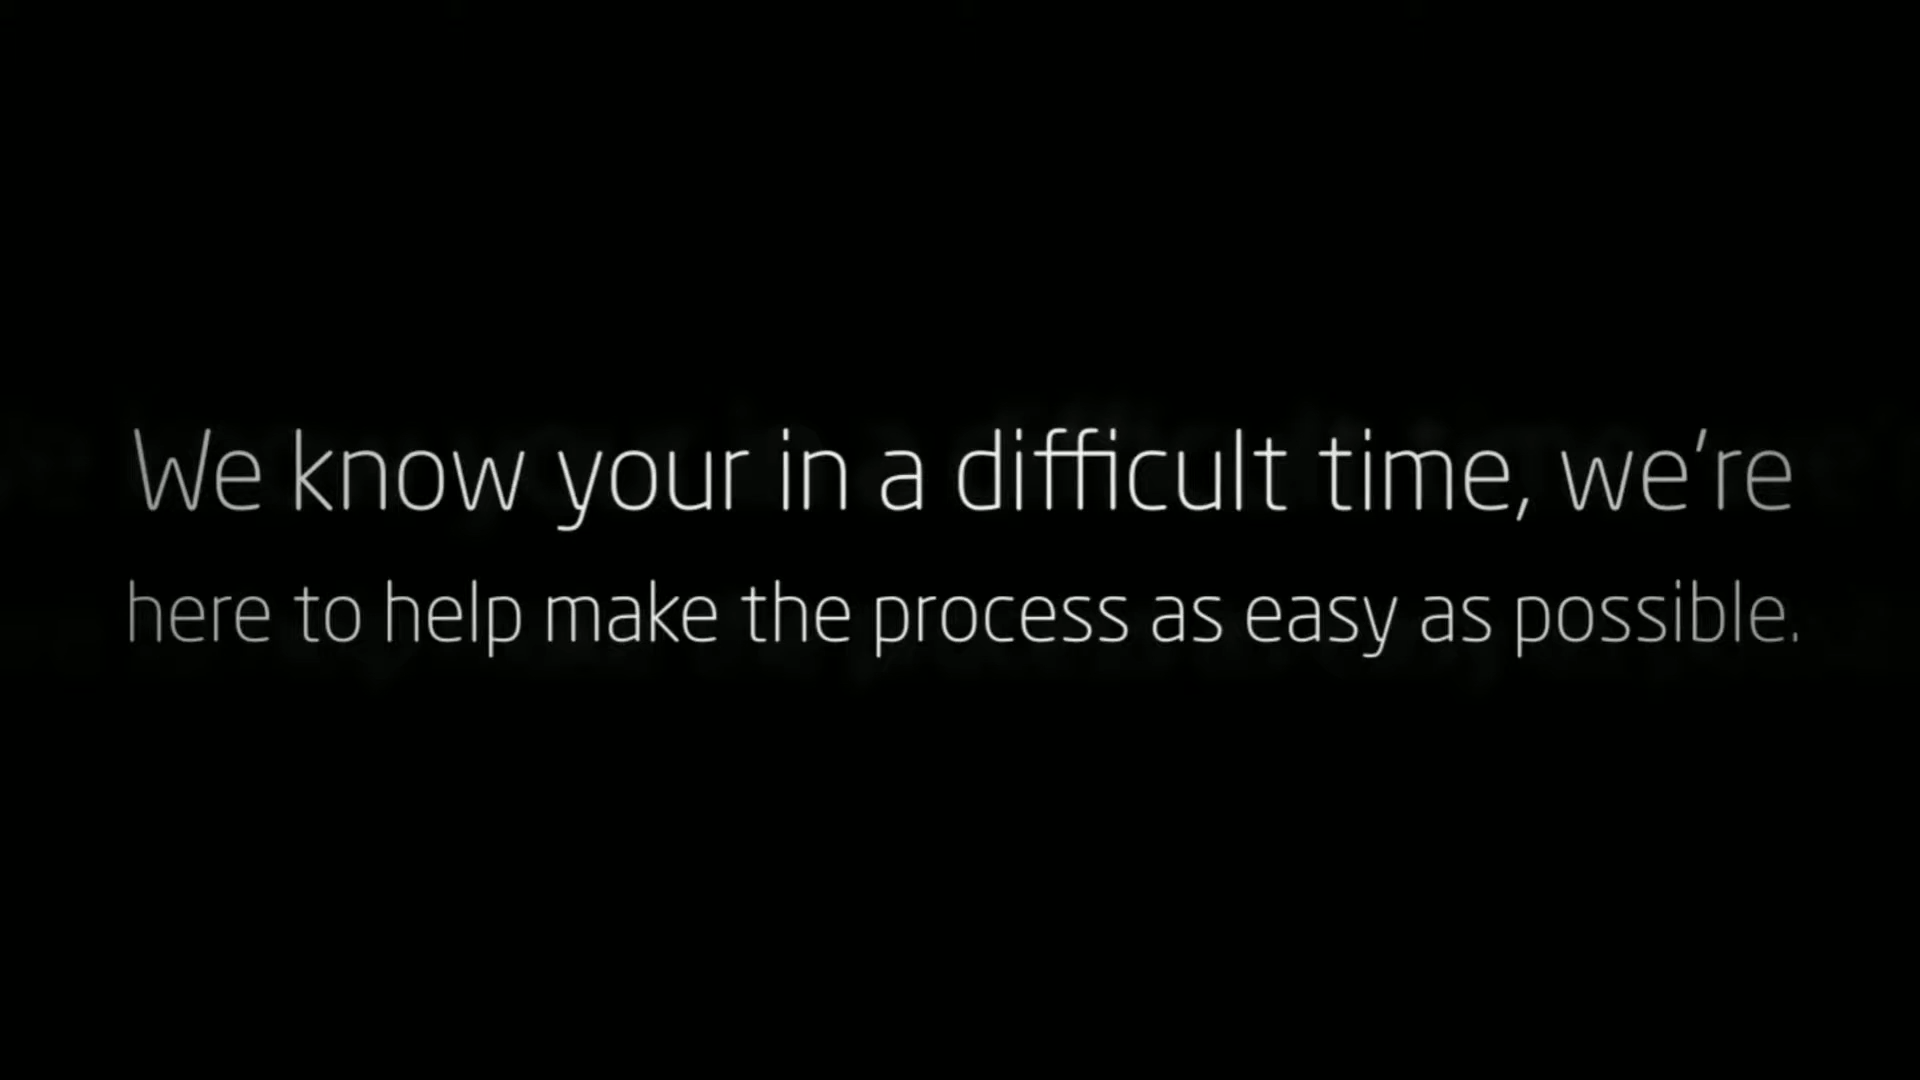 We know your in a difficult time, we’re
here to help make the process as easy as possible.